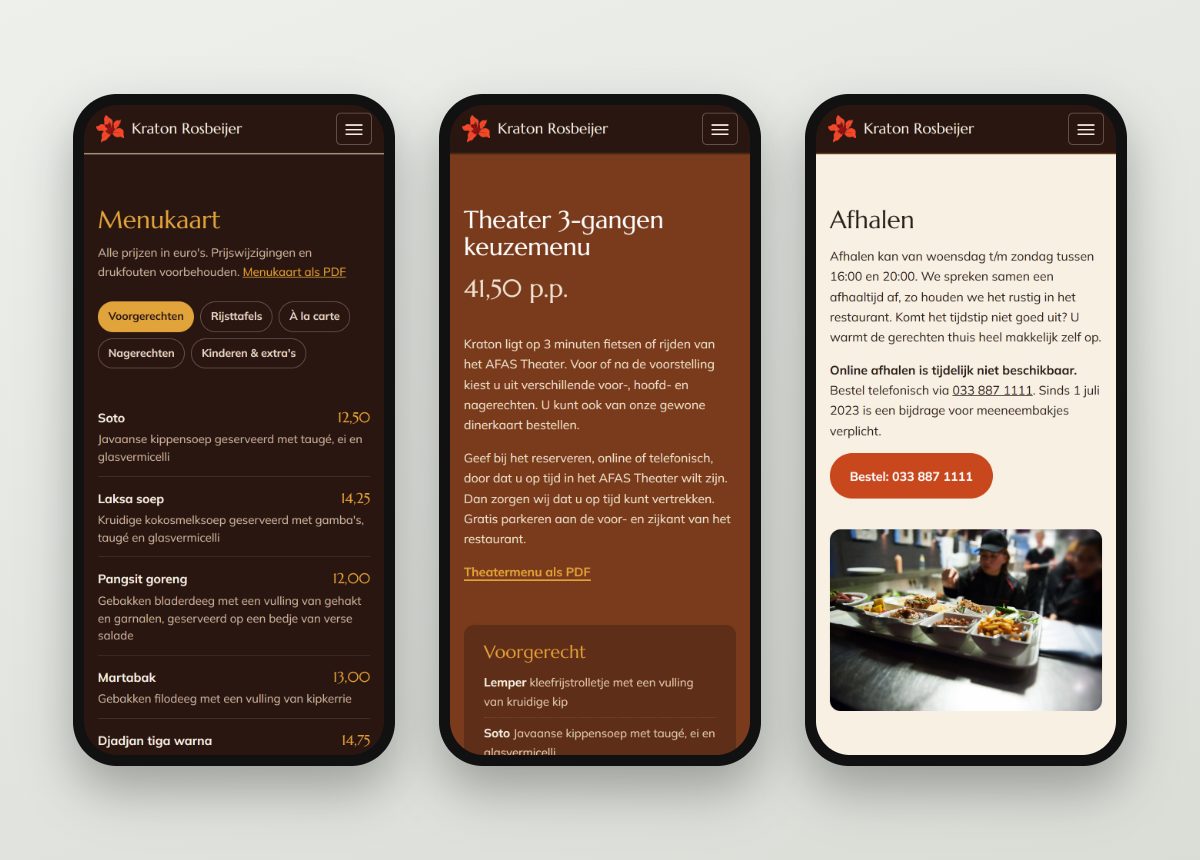 Kraton Rosbeijer
Menukaart
Alle prijzen in euro's. Prijswijzigingen en
drukfouten voorbehouden. Menukaart als PDF
Voorgerechten
Rijsttafels
À la carte
Nagerechten
Kinderen & extra's
Soto 12,50
Javaanse kippensoep geserveerd met taugé, ei en
glasvermicelli
Laksa soep 14,25
Kruidige kokosmelksoep geserveerd met gamba's,
taugé en glasvermicelli
Pangsit goreng 12,00
Gebakken bladerdeeg met een vulling van gehakt
en garnalen, geserveerd op een bedje van verse
salade
Martabak 13,00
Gebakken filodeeg met een vulling van kipkerrie
Djadjan tiga warna 14,75
Kraton Rosbeijer
Theater 3-gangen
keuzemenu
41,50 p.p.
Kraton ligt op 3 minuten fietsen of rijden van
het AFAS Theater. Voor of na de voorstelling
kiest u uit verschillende voor-, hoofd- en
nagerechten. U kunt ook van onze gewone
dinerkaart bestellen.
Geef bij het reserveren, online of telefonisch,
door dat u op tijd in het AFAS Theater wilt zijn.
Dan zorgen wij dat u op tijd kunt vertrekken.
Gratis parkeren aan de voor- en zijkant van het
restaurant.
Theatermenu als PDF
Voorgerecht
Lemper kleefrijstrolletje met een vulling
van kruidige kip
Soto Javaanse kippensoep met taugé, ei en
glasvermicelli
Kraton Rosbeijer
Afhalen
Afhalen kan van woensdag t/m zondag tussen
16:00 en 20:00. We spreken samen een
afhaaltijd af, zo houden we het rustig in het
restaurant. Komt het tijdstip niet goed uit? U
warmt de gerechten thuis heel makkelijk zelf op.
Online afhalen is tijdelijk niet beschikbaar.
Bestel telefonisch via 033 887 1111. Sinds 1 juli
2023 is een bijdrage voor meeneembakjes
verplicht.
Bestel: 033 887 1111